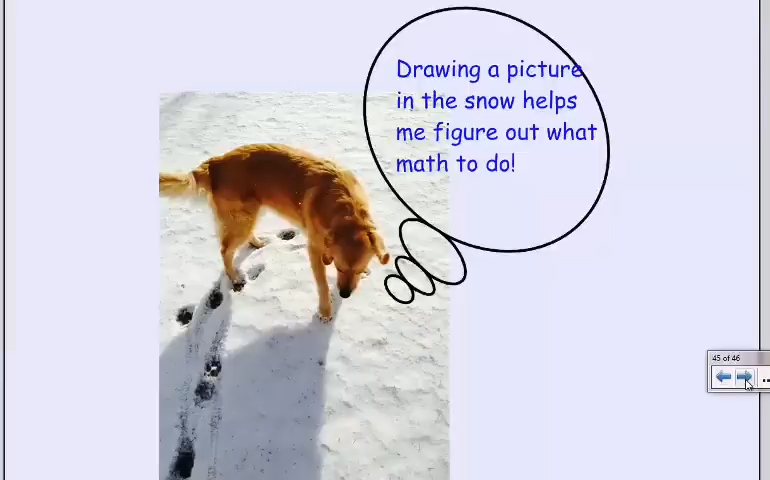 Drawing a picture
in the snow helps
me figure out what
math to do!
45 of 46